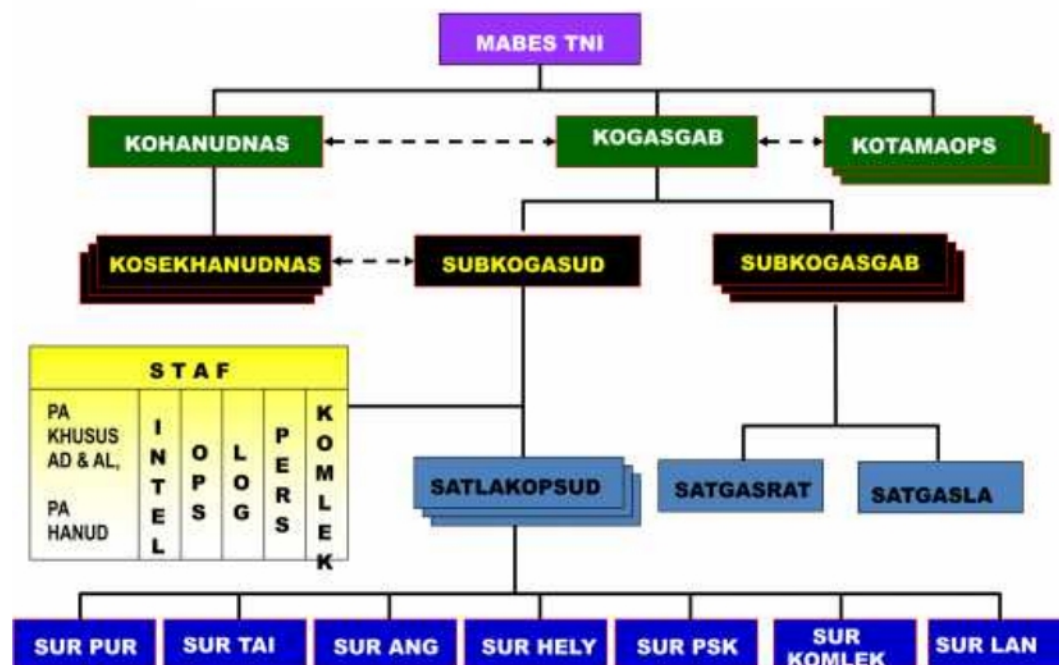 MABES TNI
KOHANUDNAS
KOGASGAB
KOTAMAOPS
KOSEKHANUDNAS
SUBKOGASUD
SUBKOGASGAB
S T A F
PA
KHUSUS
AD & AL,
PA
HANUD
INTEL
OPS
LOG
PERS
KOMLEK
SATLAKOPSUD
SATGASRAT
SATGASLA
SUR PUR
SUR TAI
SUR ANG
SUR HELY
SUR PSK
SUR
KOMLEK
SUR LAN